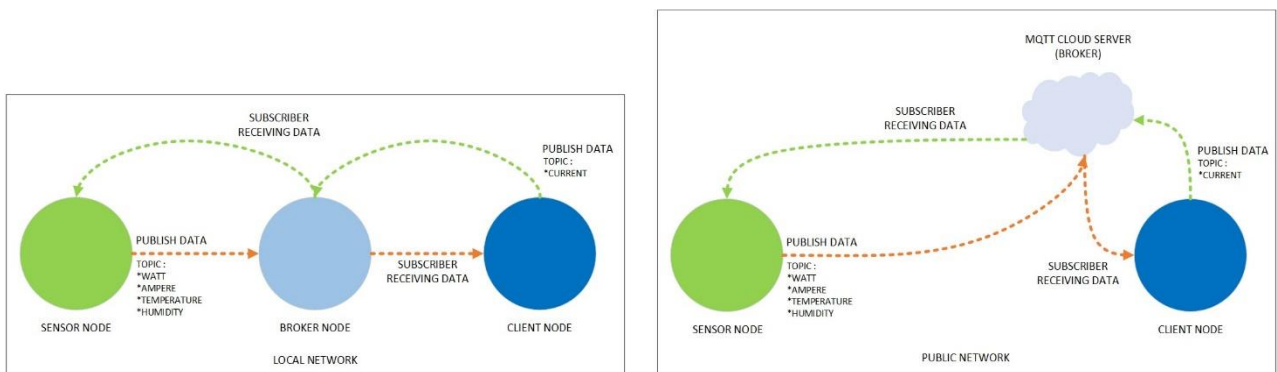 SUBSCRIBER
RECEIVING DATA
PUBLISH DATA
TOPIC :
*CURRENT
PUBLISH DATA
TOPIC :
*WATT
*AMPERE
*TEMPERATURE
*HUMIDITY
SUBSCRIBER
RECEIVING DATA
SENSOR NODE
BROKER NODE
CLIENT NODE
LOCAL NETWORK
MQTT CLOUD SERVER
(BROKER)
SUBSCRIBER
RECEIVING DATA
PUBLISH DATA
TOPIC :
*CURRENT
PUBLISH DATA
TOPIC :
*WATT
*AMPERE
*TEMPERATURE
*HUMIDITY
SUBSCRIBER
RECEIVING DATA
SENSOR NODE
CLIENT NODE
PUBLIC NETWORK